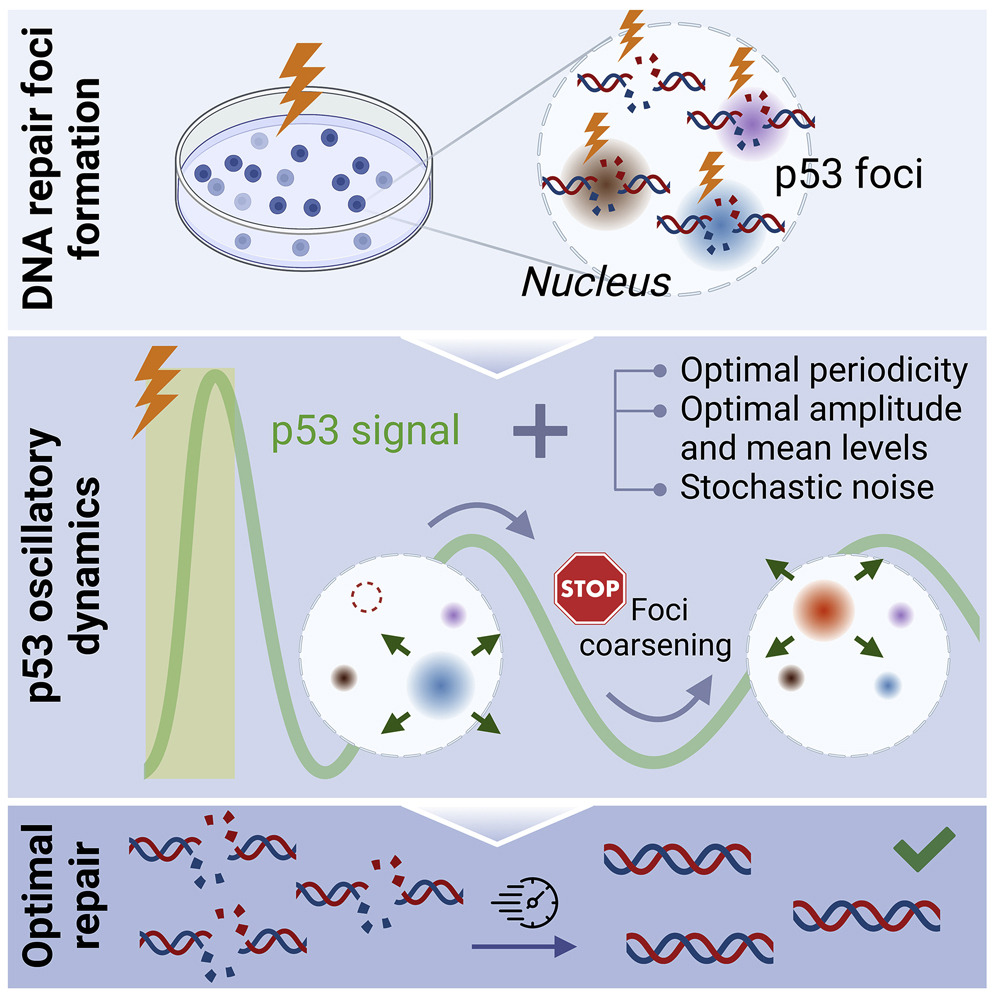 DNA repair foci
formation
p53 foci
Nucleus
p53 oscillatory
dynamics
p53 signal
Optimal periodicity
Optimal amplitude
and mean levels
Stochastic noise
STOP
Foci
coarsening
Optimal
repair